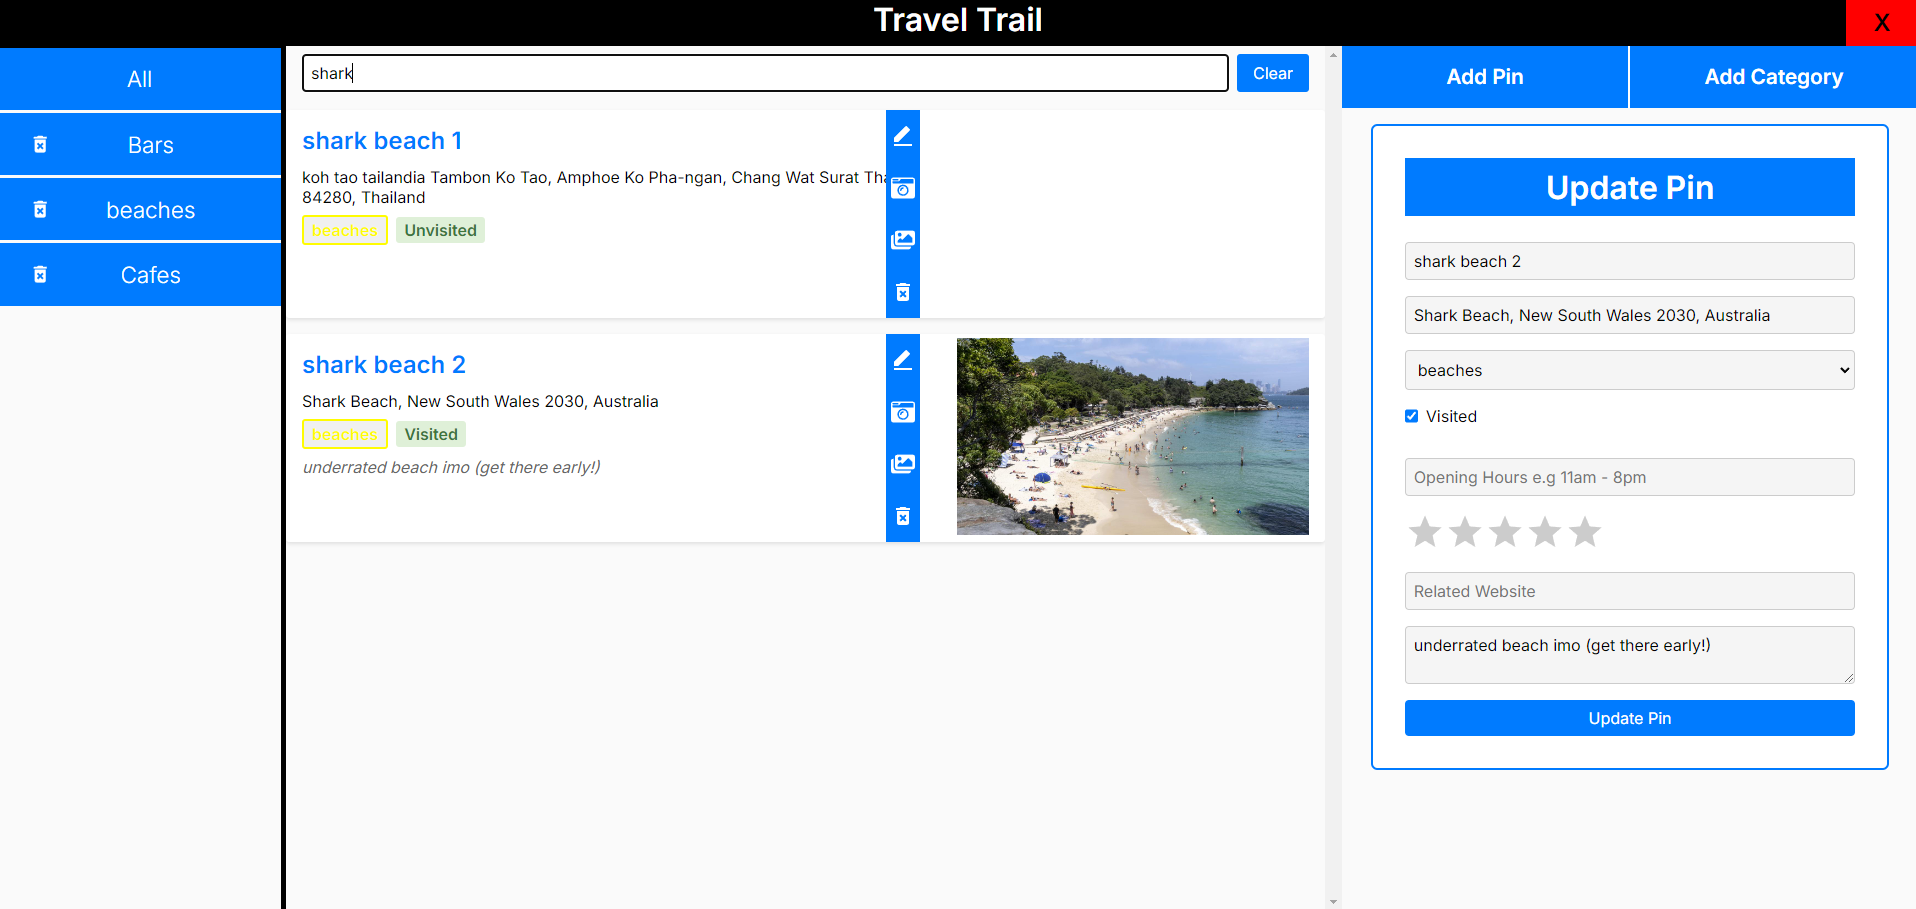 Travel Trail
X
All
Bars
beaches
Cafes
shark
Clear
shark beach 1
koh tao tailandia Tambon Ko Tao, Amphoe Ko Pha-ngan, Chang Wat Surat
84280, Thailand
beaches Unvisited
shark beach 2
Shark Beach, New South Wales 2030, Australia
beaches Visited
underrated beach imo (get there early!)
Add Pin
Add Category
Update Pin
shark beach 2
Shark Beach, New South Wales 2030, Australia
beaches
Visited
Opening Hours e.g 11am - 8pm
Related Website
underrated beach imo (get there early!)
Update Pin